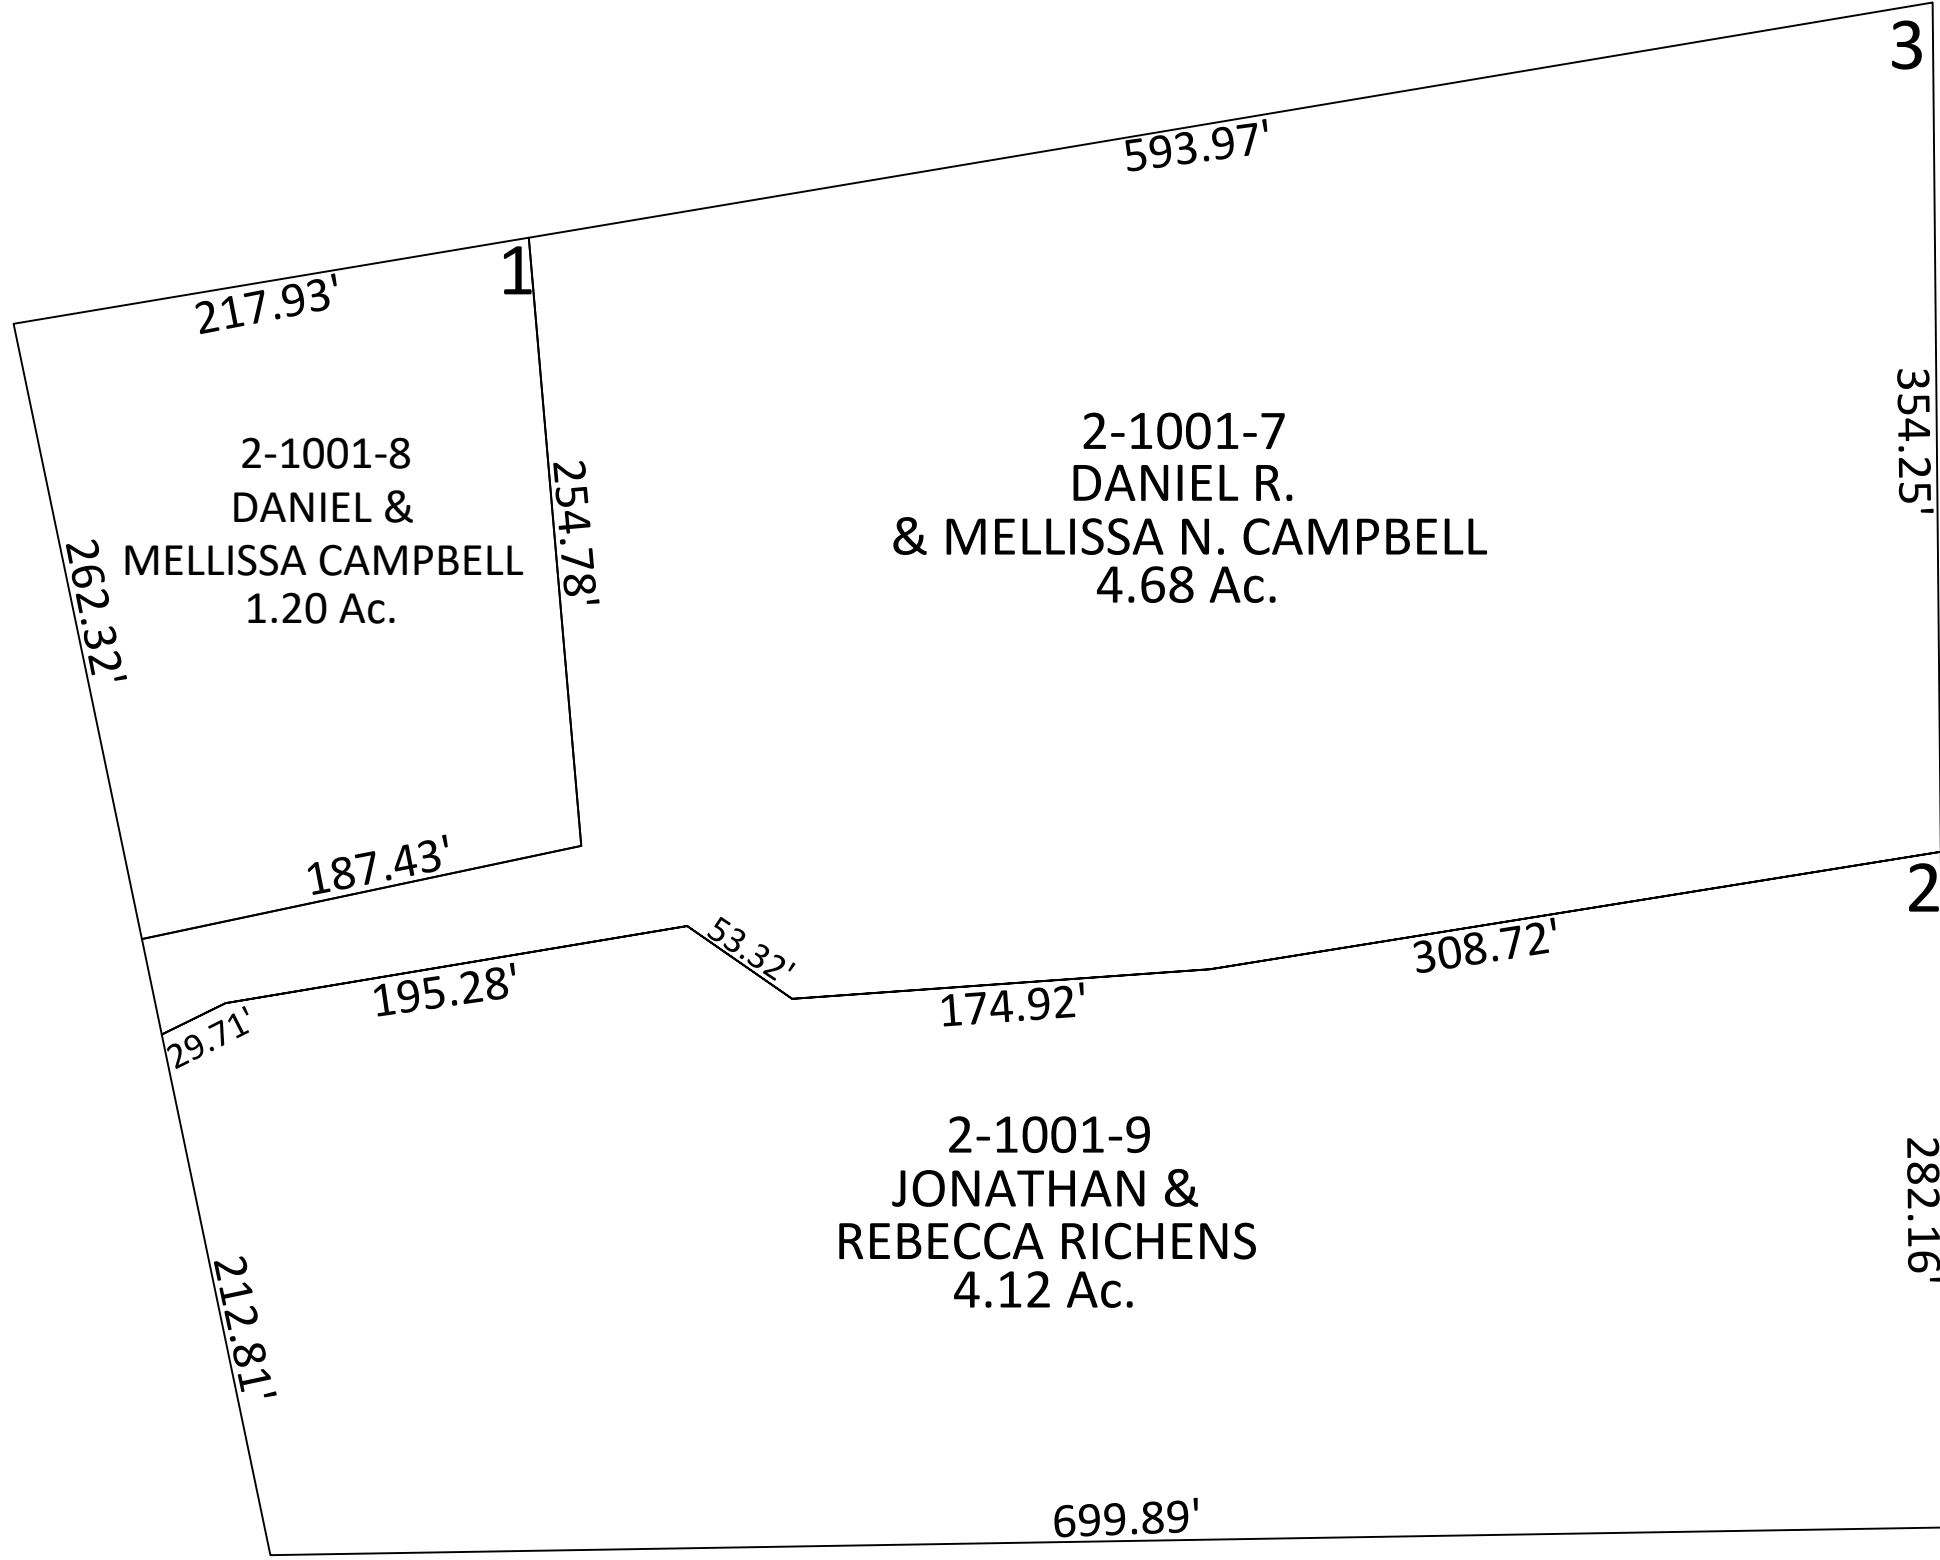 3
593.97'
1
217.93'
354.25'
2-1001-7
DANIEL R.
& MELLISSA N. CAMPBELL
4.68 Ac.
2-1001-8
DANIEL &
MELLISSA CAMPBELL
1.20 Ac.
254.78'
262.32'
187.43'
2
53.32'
308.72'
195.28'
174.92'
29.71'
2-1001-9
JONATHAN &
REBECCA RICHENS
4.12 Ac.
282.16'
212.81'
699.89'